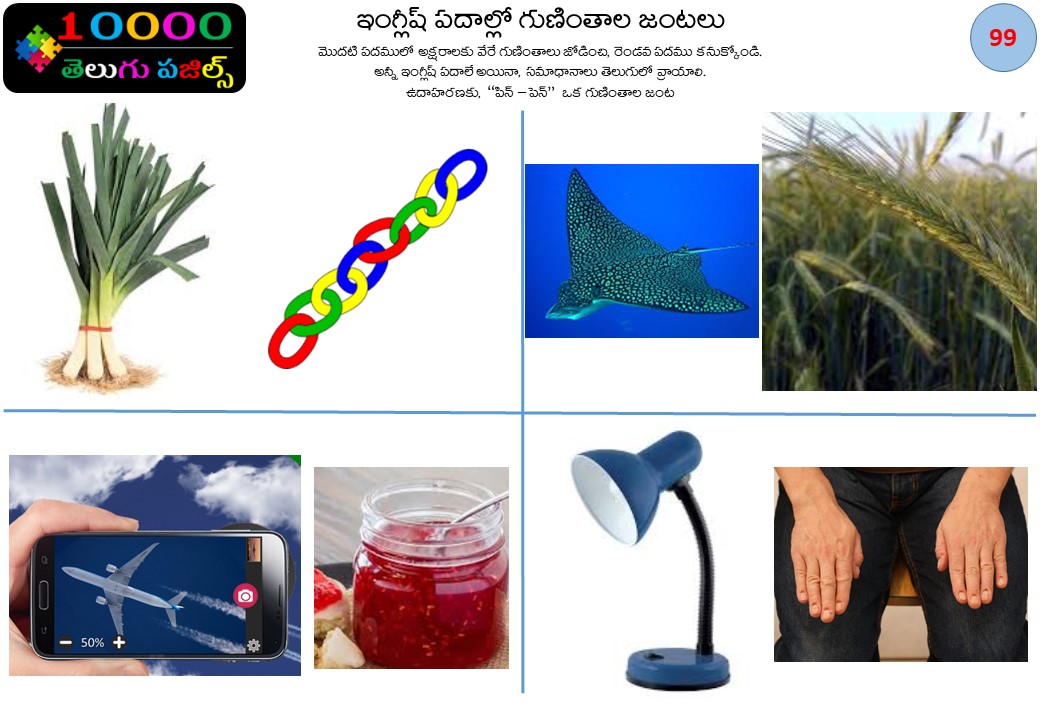 10000
తెలుగు పజిల్స్
ఇంగ్లీష్ పదాల్లో గుణింతాల జంటలు
మొదటి పదములో అక్షరాలకు వేరే గుణింతాలు జోడించి, రెండవ పదము కనుక్కోండి.
అన్నీ ఇంగ్లీష్ పదాలే అయినా, సమాధానాలు తెలుగులో వ్రాయాలి.
ఉదాహరణకు, “పిన్ – పెన్” ఒక గుణింతాల జంట
99
50%